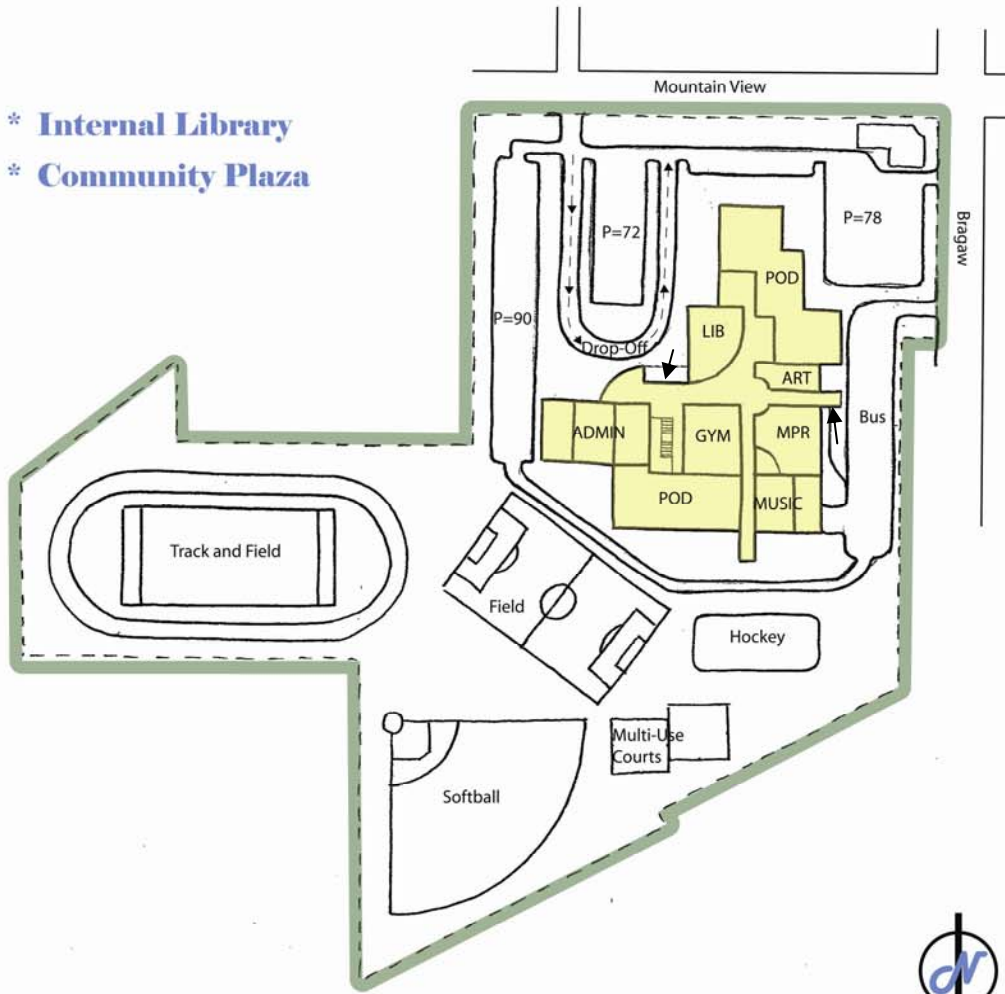 Mountain View
* Internal Library
* Community Plaza
Bragaw
P=72
P=78
POD
P=90
LIB
Drop-Off
ART
Bus
ADMIN
GYM
MPR
POD
MUSIC
Track and Field
Field
Hockey
Multi-Use
Courts
Softball
N